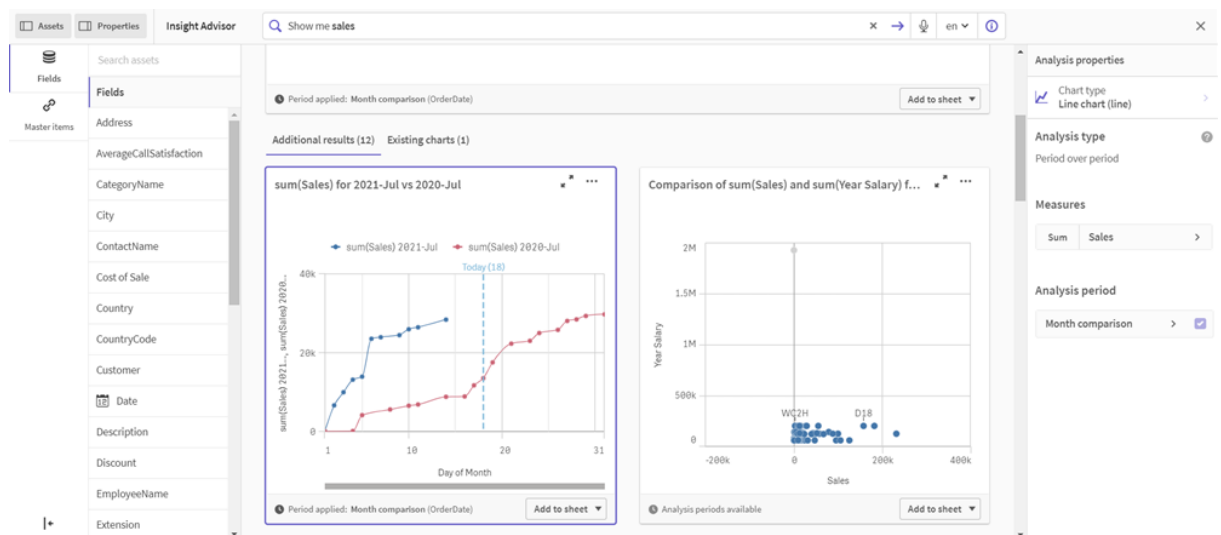 Assets
Properties
Insight Advisor
Show me sales
en
Fields
Master items
Search assets
Fields
Address
AverageCallSatisfaction
CategoryName
City
ContactName
Cost of Sale
Country
CountryCode
Customer
Date
Description
Discount
EmployeeName
Extension
Period applied: Month comparison (OrderDate)
Add to sheet
Additional results (12)
Existing charts (1)
sum(Sales) for 2021-Jul vs 2020-Jul
sum(Sales) 2021-Jul
sum(Sales) 2020-Jul
Today (18)
40k
20k
0
sum(Sales) 2021..., sum(Sales) 2020...
1
10
20
31
Day of Month
Period applied: Month comparison (OrderDate)
Add to sheet
Comparison of sum(Sales) and sum(Year Salary) f...
2M
1.5M
1M
500k
0
Year Salary
WC2H
D18
-200k
0
200k
400k
Sales
Analysis periods available
Add to sheet
Analysis properties
Chart type
Line chart (line)
Analysis type
Period over period
Measures
Sum
Sales
Analysis period
Month comparison